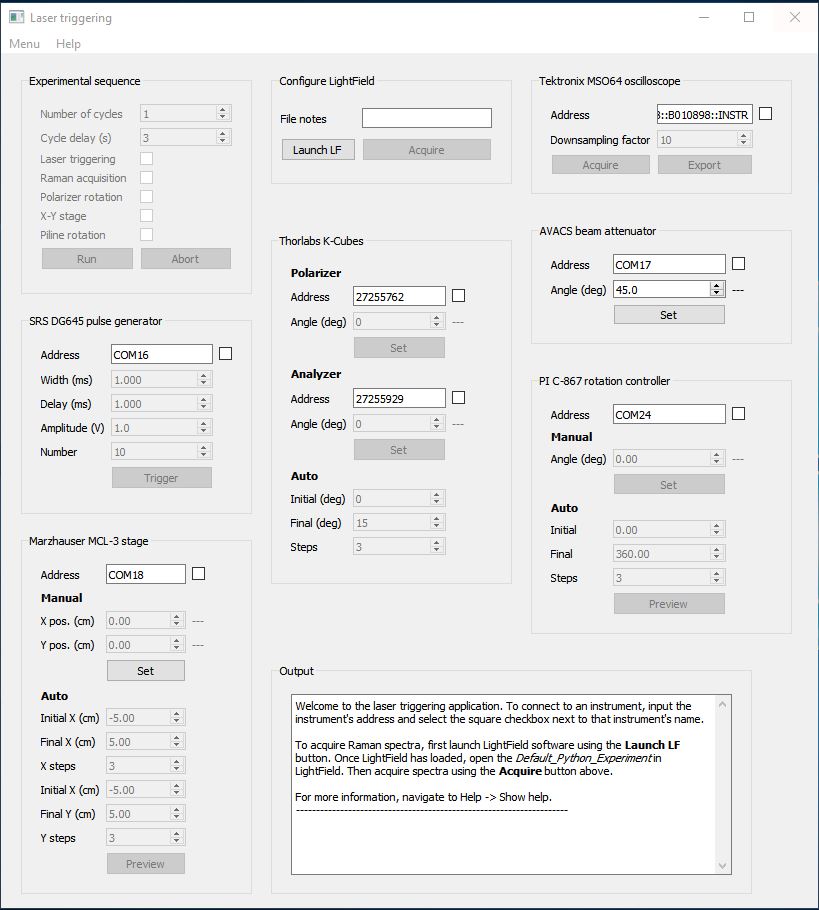 Laser triggering
Menu Help
Experimental sequence
Number of cycles 1
Cycle delay (s) 3
Laser triggering
Raman acquisition
Polarizer rotation
X-Y stage
Piline rotation
Run Abort
SRS DG645 pulse generator
Address COM16
Width (ms) 1.000
Delay (ms) 1.000
Amplitude (V) 1.0
Number 10
Trigger
Marzhauser MCL-3 stage
Address COM18
Manual
X pos. (cm) 0.00 ---
Y pos. (cm) 0.00 ---
Set
Auto
Initial X (cm) -5.00
Final X (cm) 5.00
X steps 3
Initial X (cm) -5.00
Final Y (cm) 5.00
Y steps 3
Preview
Configure LightField
File notes
Launch LF Acquire
Thorlabs K-Cubes
Polarizer
Address 27255762
Angle (deg) 0 ---
Set
Analyzer
Address 27255929
Angle (deg) 0 ---
Set
Auto
Initial (deg) 0
Final (deg) 15
Steps 3
Tektronix MSO64 oscilloscope
Address 3::B010898::INSTR
Downsampling factor 10
Acquire Export
AVACS beam attenuator
Address COM17
Angle (deg) 45.0 ---
Set
PI C-867 rotation controller
Address COM24
Manual
Angle (deg) 0.00 ---
Set
Auto
Initial 0.00
Final 360.00
Steps 3
Preview
Output
Welcome to the laser triggering application. To connect to an instrument, input the
instrument's address and select the square checkbox next to that instrument's name.
To acquire Raman spectra, first launch LightField software using the Launch LF
button. Once LightField has loaded, open the Default_Python_Experiment in
LightField. Then acquire spectra using the Acquire button above.
For more information, navigate to Help -> Show help.
--------------------------------------------------------------------